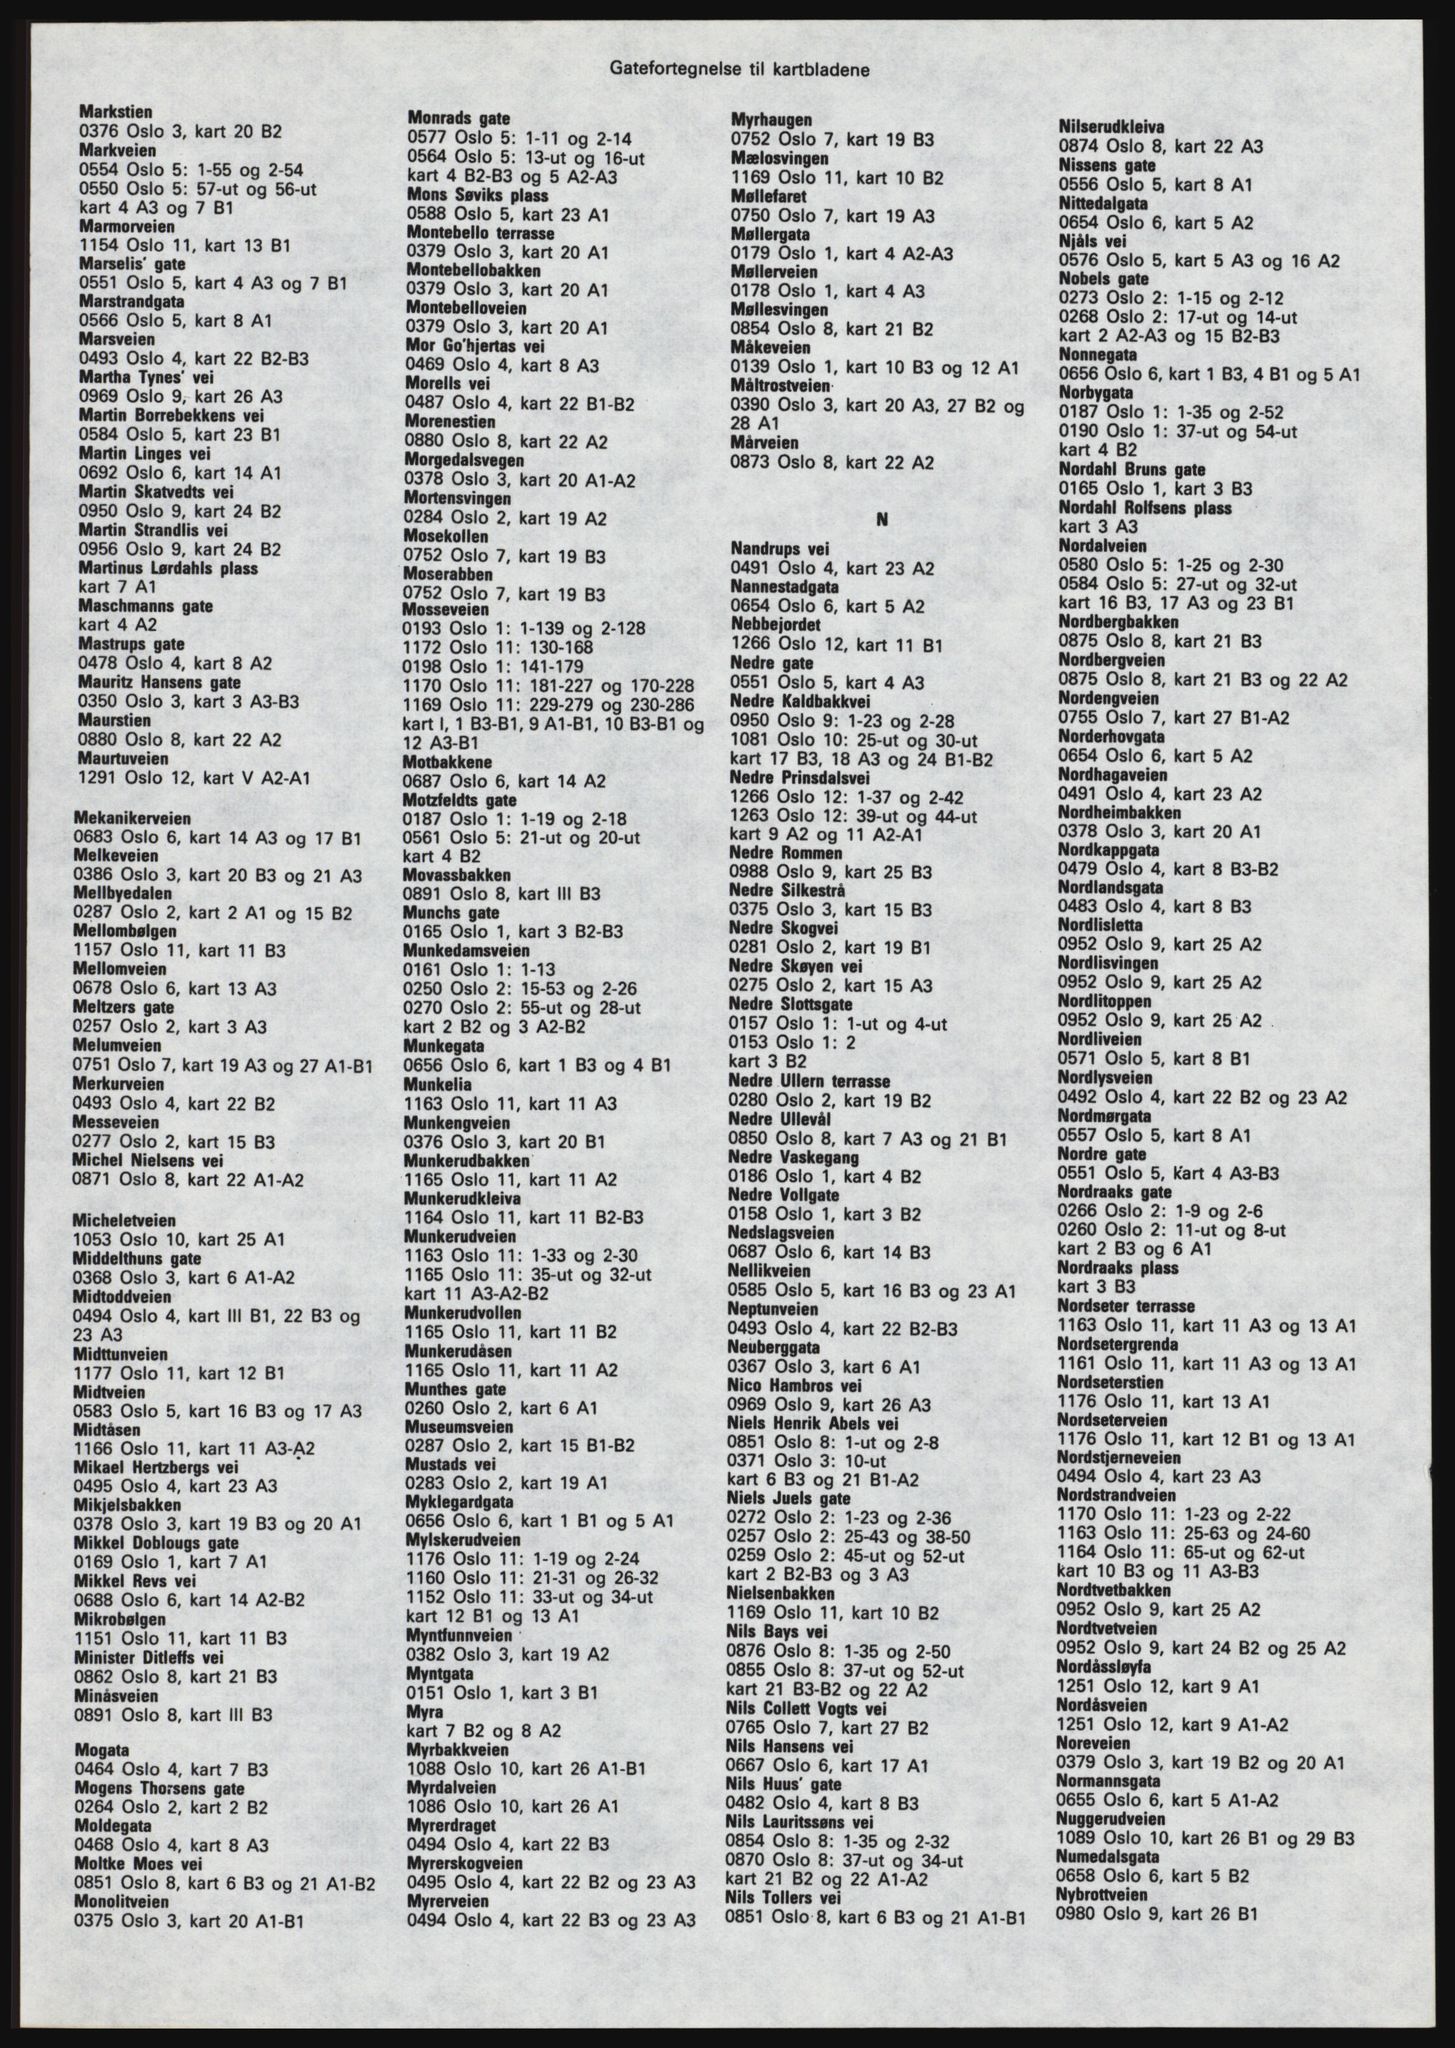 Gatefortegnelse til kartbladene
Markstien
0376 Oslo 3, kart 20 B2
Markveien
0554 Oslo 5: 1-55 og 2-54
0550 Oslo 5: 57-ut og 56-ut
kart 4 A3 og 7 B1
Marmorveien
1154 Oslo 11, kart 13 B1
Marselis' gate
0551 Oslo 5, kart 4 A3 og 7 B1
Marstrandgata
0566 Oslo 5, kart 8 A1
Marsveien
0493 Oslo 4, kart 22 B2-B3
Martha Tynes' vei
0969 Oslo 9, kart 26 A3
Martin Borrebekkens vei
0584 Oslo 5, kart 23 B1
Martin Linges vei
0692 Oslo 6, kart 14 A1
Martin Skatvedts vei
0950 Oslo 9, kart 24 B2
Martin Strandlis vei
0956 Oslo 9, kart 24 B2
Martinus Lørdahls plass
kart 7 A1
Maschmanns gate
kart 4 A2
Mastrups gate
0478 Oslo 4, kart 8 A2
Mauritz Hansens gate
0350 Oslo 3, kart 3 A3-B3
Maurstien
0880 Oslo 8, kart 22 A2
Maurtuveien
1291 Oslo 12, kart V A2-A1
Mekanikerveien
0683 Oslo 6, kart 14 A3 og 17 B1
Melkeveien
0386 Oslo 3, kart 20 B3 og 21 A3
Mellbyedalen
0287 Oslo 2, kart 2 A1 og 15 B2
Mellombølgen
1157 Oslo 11, kart 11 B3
Mellomveien
0678 Oslo 6, kart 13 A3
Meltzers gate
0257 Oslo 2, kart 3 A3
Melumveien
0751 Oslo 7, kart 19 A3 og 27 A1-B1
Merkurveien
0493 Oslo 4, kart 22 B2
Messeveien
0277 Oslo 2, kart 15 B3
Michel Nielsens vei
0871 Oslo 8, kart 22 A1-A2
Micheletveien
1053 Oslo 10, kart 25 A1
Middelthuns gate
0368 Oslo 3, kart 6 A1-A2
Midtoddveien
0494 Oslo 4, kart III B1, 22 B3 og
23 A3
Midttunveien
1177 Oslo 11, kart 12 B1
Midtveien
0583 Oslo 5, kart 16 B3 og 17 A3
Midtåsen
1166 Oslo 11, kart 11 A3-A2
Mikael Hertzbergs vei
0495 Oslo 4, kart 23 A3
Mikjelsbakken
0378 Oslo 3, kart 19 B3 og 20 A1
Mikkel Doblougs gate
0169 Oslo 1, kart 7 A1
Mikkel Revs vei
0688 Oslo 6, kart 14 A2-B2
Mikrobølgen
1151 Oslo 11, kart 11 B3
Minister Ditleffs vei
0862 Oslo 8, kart 21 B3
Minåsveien
0891 Oslo 8, kart III B3
Mogata
0464 Oslo 4, kart 7 B3
Mogens Thorsens gate
0264 Oslo 2, kart 2 B2
Moldegata
0468 Oslo 4, kart 8 A3
Moltke Moes vei
0851 Oslo 8, kart 6 B3 og 21 A1-B2
Monolitveien
0375 Oslo 3, kart 20 A1-B1
Monrads gate
0577 Oslo 5: 1-11 og 2-14
0564 Oslo 5: 13-ut og 16-ut
kart 4 B2-B3 og 5 A2-A3
Mons Søviks plass
0588 Oslo 5, kart 23 A1
Montebello terrasse
0379 Oslo 3, kart 20 A1
Montebellobakken
0379 Oslo 3, kart 20 A1
Montebelloveien
0379 Oslo 3, kart 20 A1
Mor Go'hjertas vei
0469 Oslo 4, kart 8 A3
Morells vei
0487 Oslo 4, kart 22 B1-B2
Morenestien
0880 Oslo 8, kart 22 A2
Morgedalsvegen
0378 Oslo 3, kart 20 A1-A2
Mortensvingen
0284 Oslo 2, kart 19 A2
Mosekollen
0752 Oslo 7, kart 19 B3
Moserabben
0752 Oslo 7, kart 19 B3
Mosseveien
0193 Oslo 1: 1-139 og 2-128
1172 Oslo 11: 130-168
0198 Oslo 1: 141-179
1170 Oslo 11: 181-227 og 170-228
1169 Oslo 11: 229-279 og 230-286
kart I, 1 B3-B1, 9 A1-B1, 10 B3-B1 og
12 A3-B1
Motbakkene
0687 Oslo 6, kart 14 A2
Motzfeldts gate
0187 Oslo 1: 1-19 og 2-18
0561 Oslo 5: 21-ut og 20-ut
kart 4 B2
Movassbakken
0891 Oslo 8, kart III B3
Munchs gate
0165 Oslo 1, kart 3 B2-B3
Munkedamsveien
0161 Oslo 1: 1-13
0250 Oslo 2: 15-53 og 2-26
0270 Oslo 2: 55-ut og 28-ut
kart 2 B2 og 3 A2-B2
Munkegata
0656 Oslo 6, kart 1 B3 og 4 B1
Munkelia
1163 Oslo 11, kart 11 A3
Munkengveien
0376 Oslo 3, kart 20 B1
Munkerudbakken
1165 Oslo 11, kart 11 A2
Munkerudkleiva
1164 Oslo 11, kart 11 B2-B3
Munkerudveien
1163 Oslo 11: 1-33 og 2-30
1165 Oslo 11: 35-ut og 32-ut
kart 11 A3-A2-B2
Munkerudvollen
1165 Oslo 11, kart 11 B2
Munkerudåsen
1165 Oslo 11, kart 11 A2
Munthes gate
0260 Oslo 2, kart 6 A1
Museumsveien
0287 Oslo 2, kart 15 B1-B2
Mustads vei
0283 Oslo 2, kart 19 A1
Myklegardgata
0656 Oslo 6, kart 1 B1 og 5 A1
Mylskerudveien
1176 Oslo 11: 1-19 og 2-24
1160 Oslo 11: 21-31 og 26-32
1152 Oslo 11: 33-ut og 34-ut
kart 12 B1 og 13 A1
Myntfunnveien
0382 Oslo 3, kart 19 A2
Myntgata
0151 Oslo 1, kart 3 B1
Myra
kart 7 B2 og 8 A2
Myrbakkveien
1088 Oslo 10, kart 26 A1-B1
Myrdalveien
1086 Oslo 10, kart 26 A1
Myrerdraget
0494 Oslo 4, kart 22 B3
Myrerskogveien
0495 Oslo 4, kart 22 B2 og 23 A3
Myrerveien
0494 Oslo 4, kart 22 B3 og 23 A3
Myrhaugen
0752 Oslo 7, kart 19 B3
Mælosvingen
1169 Oslo 11, kart 10 B2
Møllefaret
0750 Oslo 7, kart 19 A3
Møllergata
0179 Oslo 1, kart 4 A2-A3
Møllerveien
0178 Oslo 1, kart 4 A3
Møllesvingen
0854 Oslo 8, kart 21 B2
Måkeveien
0139 Oslo 1, kart 10 B3 og 12 A1
Måltrostveien
0390 Oslo 3, kart 20 A3, 27 B2 og
28 A1
Mårveien
0873 Oslo 8, kart 22 A2
N
Nandrups vei
0491 Oslo 4, kart 23 A2
Nannestadgata
0654 Oslo 6, kart 5 A2
Nebbejordet
1266 Oslo 12, kart 11 B1
Nedre gate
0551 Oslo 5, kart 4 A3
Nedre Kaldbakkvei
0950 Oslo 9: 1-23 og 2-28
1081 Oslo 10: 25-ut og 30-ut
kart 17 B3, 18 A3 og 24 B1-B2
Nedre Prinsdalsvei
1266 Oslo 12: 1-37 og 2-42
1263 Oslo 12: 39-ut og 44-ut
kart 9 A2 og 11 A2-A1
Nedre Rommen
0988 Oslo 9, kart 25 B3
Nedre Silkestrå
0375 Oslo 3, kart 15 B3
Nedre Skogvei
0281 Oslo 2, kart 19 B1
Nedre Skøyen vei
0275 Oslo 2, kart 15 A3
Nedre Slottsgate
0157 Oslo 1: 1-ut og 4-ut
0153 Oslo 1: 2
kart 3 B2
Nedre Ullern terrasse
0280 Oslo 2, kart 19 B2
Nedre Ullevål
0850 Oslo 8, kart 7 A3 og 21 B1
Nedre Vaskegang
0186 Oslo 1, kart 4 B2
Nedre Vollgate
0158 Oslo 1, kart 3 B2
Nedslagsveien
0687 Oslo 6, kart 14 B3
Nellikveien
0585 Oslo 5, kart 16 B3 og 23 A1
Neptunveien
0493 Oslo 4, kart 22 B2-B3
Neuberggata
0367 Oslo 3, kart 6 A1
Nico Hambros vei
0969 Oslo 9, kart 26 A3
Niels Henrik Abels vei
0851 Oslo 8: 1-ut og 2-8
0371 Oslo 3: 10-ut
kart 6 B3 og 21 B1-A2
Niels Juels gate
0272 Oslo 2: 1-23 og 2-36
0257 Oslo 2: 25-43 og 38-50
0259 Oslo 2: 45-ut og 52-ut
kart 2 B2-B3 og 3 A3
Nielsenbakken
1169 Oslo 11, kart 10 B2
Nils Bays vei
0876 Oslo 8: 1-35 og 2-50
0855 Oslo 8: 37-ut og 52-ut
kart 21 B3-B2 og 22 A2
Nils Collett Vogts vei
0765 Oslo 7, kart 27 B2
Nils Hansens vei
0667 Oslo 6, kart 17 A1
Nils Huus' gate
0482 Oslo 4, kart 8 B3
Nils Lauritssøns vei
0854 Oslo 8: 1-35 og 2-32
0870 Oslo 8: 37-ut og 34-ut
kart 21 B2 og 22 A1-A2
Nils Tollers vei
0851 Oslo 8, kart 6 B3 og 21 A1-B1
Nilserudkleiva
0874 Oslo 8, kart 22 A3
Nissens gate
0556 Oslo 5, kart 8 A1
Nittedalgata
0654 Oslo 6, kart 5 A2
Njåls vei
0576 Oslo 5, kart 5 A3 og 16 A2
Nobels gate
0273 Oslo 2: 1-15 og 2-12
0268 Oslo 2: 17-ut og 14-ut
kart 2 A2-A3 og 15 B2-B3
Nonnegata
0656 Oslo 6, kart 1 B3, 4 B1 og 5 A1
Norbygata
0187 Oslo 1: 1-35 og 2-52
0190 Oslo 1: 37-ut og 54-ut
kart 4 B2
Nordahl Bruns gate
0165 Oslo 1, kart 3 B3
Nordahl Rolfsens plass
kart 3 A3
Nordalveien
0580 Oslo 5: 1-25 og 2-30
0584 Oslo 5: 27-ut og 32-ut
kart 16 B3, 17 A3 og 23 B1
Nordbergbakken
0875 Oslo 8, kart 21 B3
Nordbergveien
0875 Oslo 8, kart 21 B3 og 22 A2
Nordengveien
0755 Oslo 7, kart 27 B1-A2
Norderhovgata
0654 Oslo 6, kart 5 A2
Nordhagaveien
0491 Oslo 4, kart 23 A2
Nordheimbakken
0378 Oslo 3, kart 20 A1
Nordkappgata
0479 Oslo 4, kart 8 B3-B2
Nordlandsgata
0483 Oslo 4, kart 8 B3
Nordlisletta
0952 Oslo 9, kart 25 A2
Nordlisvingen
0952 Oslo 9, kart 25 A2
Nordlitoppen
0952 Oslo 9, kart 25 A2
Nordliveien
0571 Oslo 5, kart 8 B1
Nordlysveien
0492 Oslo 4, kart 22 B2 og 23 A2
Nordmørgata
0557 Oslo 5, kart 8 A1
Nordre gate
0551 Oslo 5, kart 4 A3-B3
Nordraaks gate
0266 Oslo 2: 1-9 og 2-6
0260 Oslo 2: 11-ut og 8-ut
kart 2 B3 og 6 A1
Nordraaks plass
kart 3 B3
Nordseter terrasse
1163 Oslo 11, kart 11 A3 og 13 A1
Nordsetergrenda
1161 Oslo 11, kart 11 A3 og 13 A1
Nordseterstien
1176 Oslo 11, kart 13 A1
Nordseterveien
1176 Oslo 11, kart 12 B1 og 13 A1
Nordstjerneveien
0494 Oslo 4, kart 23 A3
Nordstrandveien
1170 Oslo 11: 1-23 og 2-22
1163 Oslo 11: 25-63 og 24-60
1164 Oslo 11: 65-ut og 62-ut
kart 10 B3 og 11 A3-B3
Nordtvetbakken
0952 Oslo 9, kart 25 A2
Nordtvetveien
0952 Oslo 9, kart 24 B2 og 25 A2
Nordåssløyfa
1251 Oslo 12, kart 9 A1
Nordåsveien
1251 Oslo 12, kart 9 A1-A2
Noreveien
0379 Oslo 3, kart 19 B2 og 20 A1
Normannsgata
0655 Oslo 6, kart 5 A1-A2
Nuggerudveien
1089 Oslo 10, kart 26 B1 og 29 B3
Numedalsgata
0658 Oslo 6, kart 5 B2
Nybrottveien
0980 Oslo 9, kart 26 B1